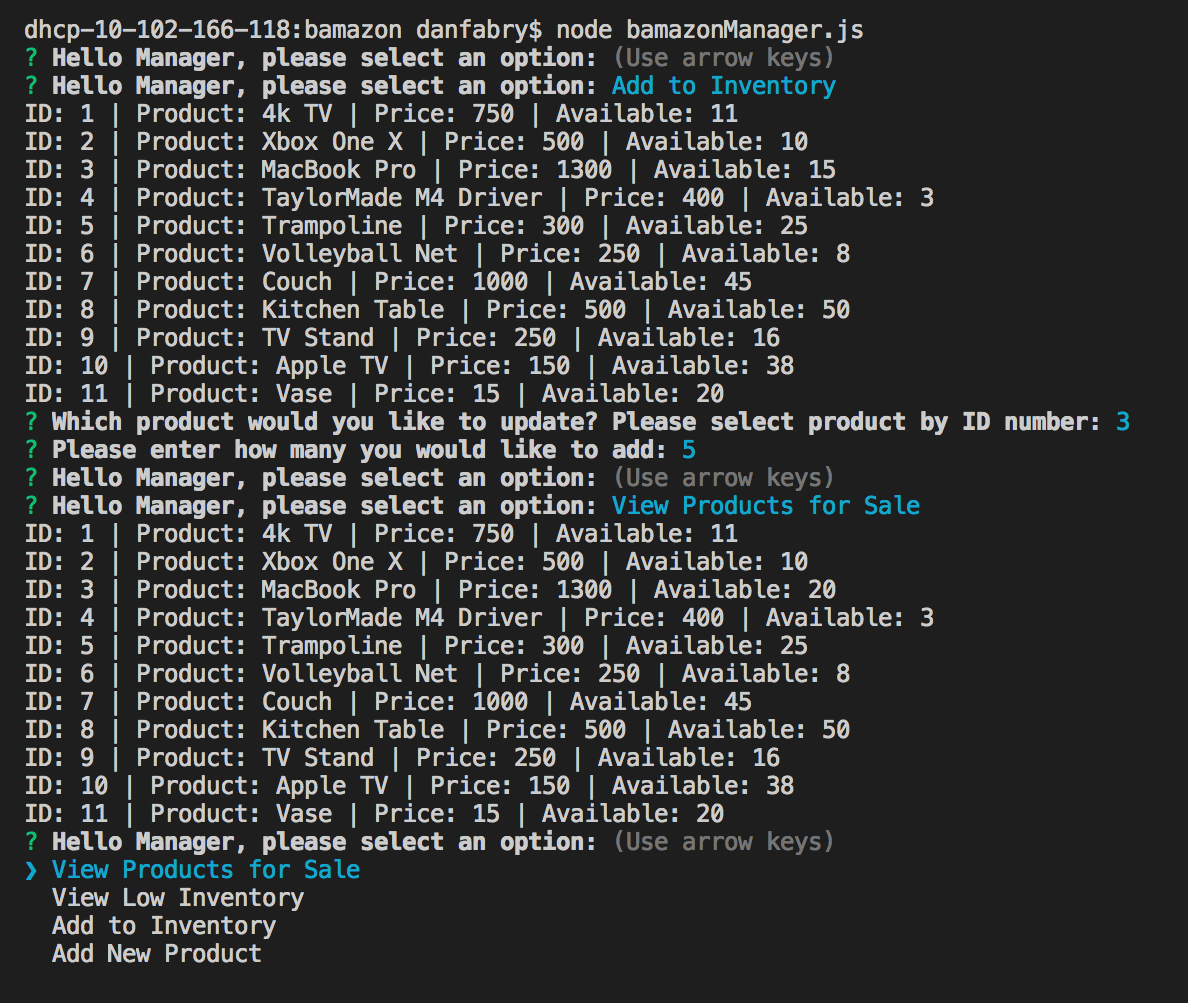 dhcp-10-102-166-118:bamazon danfabry$ node bamazonManager.js
? Hello Manager, please select an option: (Use arrow keys)
? Hello Manager, please select an option: Add to Inventory
ID: 1 | Product: 4k TV | Price: 750 | Available: 11
ID: 2 | Product: Xbox One X | Price: 500 | Available: 10
ID: 3 | Product: MacBook Pro | Price: 1300 | Available: 15
ID: 4 | Product: TaylorMade M4 Driver | Price: 400 | Available: 3
ID: 5 | Product: Trampoline | Price: 300 | Available: 25
ID: 6 | Product: Volleyball Net | Price: 250 | Available: 8
ID: 7 | Product: Couch | Price: 1000 | Available: 45
ID: 8 | Product: Kitchen Table | Price: 500 | Available: 50
ID: 9 | Product: TV Stand | Price: 250 | Available: 16
ID: 10 | Product: Apple TV | Price: 150 | Available: 38
ID: 11 | Product: Vase | Price: 15 | Available: 20
? Which product would you like to update? Please select product by ID number: 3
? Please enter how many you would like to add: 5
? Hello Manager, please select an option: (Use arrow keys)
? Hello Manager, please select an option: View Products for Sale
ID: 1 | Product: 4k TV | Price: 750 | Available: 11
ID: 2 | Product: Xbox One X | Price: 500 | Available: 10
ID: 3 | Product: MacBook Pro | Price: 1300 | Available: 20
ID: 4 | Product: TaylorMade M4 Driver | Price: 400 | Available: 3
ID: 5 | Product: Trampoline | Price: 300 | Available: 25
ID: 6 | Product: Volleyball Net | Price: 250 | Available: 8
ID: 7 | Product: Couch | Price: 1000 | Available: 45
ID: 8 | Product: Kitchen Table | Price: 500 | Available: 50
ID: 9 | Product: TV Stand | Price: 250 | Available: 16
ID: 10 | Product: Apple TV | Price: 150 | Available: 38
ID: 11 | Product: Vase | Price: 15 | Available: 20
? Hello Manager, please select an option: (Use arrow keys)
❯ View Products for Sale
View Low Inventory
Add to Inventory
Add New Product